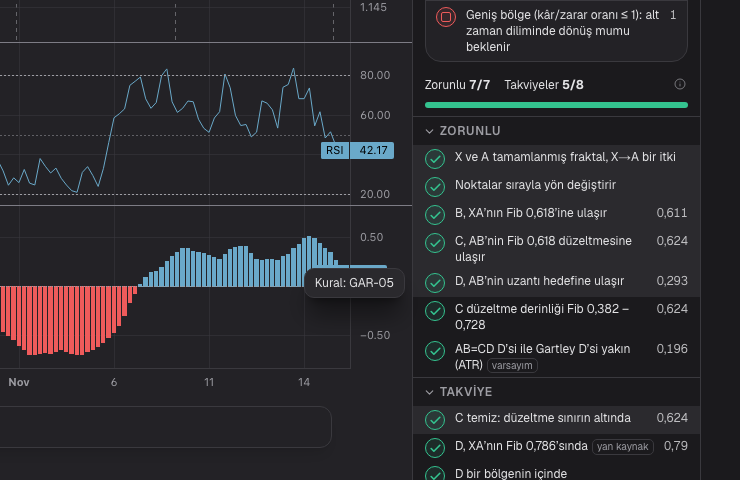 1.145
80.00
60.00
RSI 42.17
20.00
0.50
Kural: GAR-05
−0.50
Nov 6 11 14
Geniş bölge (kâr/zarar oranı ≤ 1): alt 1
zaman diliminde dönüş mumu
beklenir
Zorunlu 7/7 Takviyeler 5/8
ZORUNLU
X ve A tamamlanmış fraktal, X→A bir itki
Noktalar sırayla yön değiştirir
B, XA'nın Fib 0,618'ine ulaşır 0,611
C, AB'nin Fib 0,618 düzeltmesine 0,624
ulaşır
D, AB'nin uzantı hedefine ulaşır 0,293
C düzeltme derinliği Fib 0,382 – 0,624
0,728
AB=CD D'si ile Gartley D'si yakın 0,196
(ATR) varsayım
TAKVİYE
C temiz: düzeltme sınırın altında 0,624
D, XA'nın Fib 0,786'sında yan kaynak 0,79
D bir bölgenin içinde